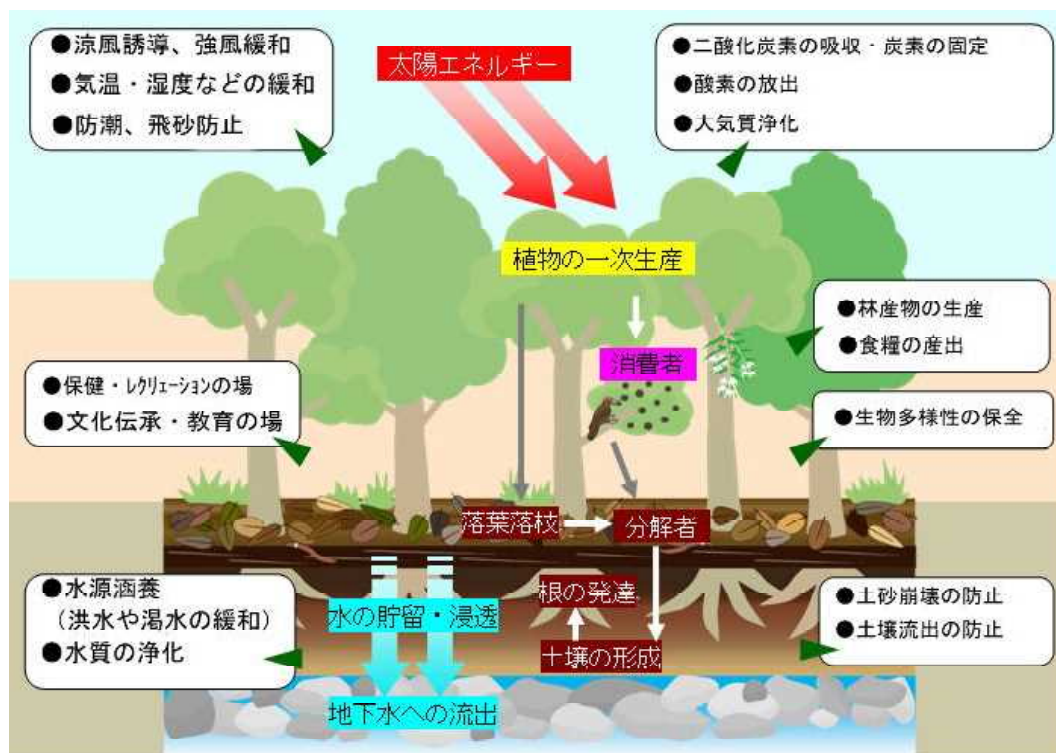 ●涼風誘導、強風緩和
●気温・湿度などの緩和
●防潮、飛砂防止
太陽エネルギー
●二酸化炭素の吸収・炭素の固定
●酸素の放出
●大気質浄化
植物の一次生産
●林産物の生産
●食糧の産出
消費者
●保健・ﾚｸﾘｪｰｼｮﾝの場
●文化伝承・教育の場
●生物多様性の保全
落葉落枝
分解者
●水源涵養
(洪水や渇水の緩和)
●水質の浄化
水の貯留・浸透
根の発達
土壌の形成
●土砂崩壊の防止
●土壌流出の防止
地下水への流出